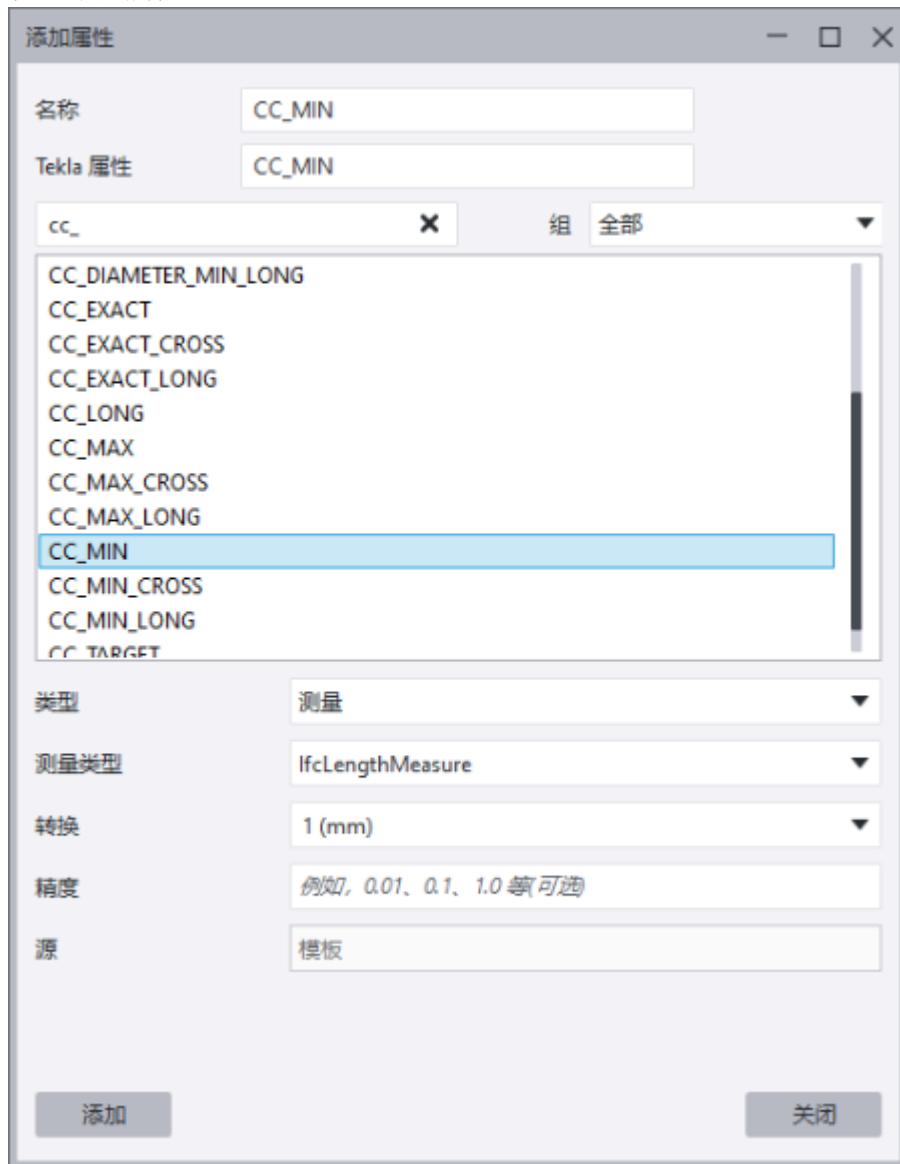 添加属性
名称 CC_MIN
Tekla 属性 CC_MIN
cc_ 组 全部
CC_DIAMETER_MIN_LONG
CC_EXACT
CC_EXACT_CROSS
CC_EXACT_LONG
CC_LONG
CC_MAX
CC_MAX_CROSS
CC_MAX_LONG
CC_MIN
CC_MIN_CROSS
CC_MIN_LONG
CC_TARGET
类型 测量
测量类型 IfcLengthMeasure
转换 1 (mm)
精度 例如，0.01、0.1、1.0 等(可选)
源 模板
添加 关闭